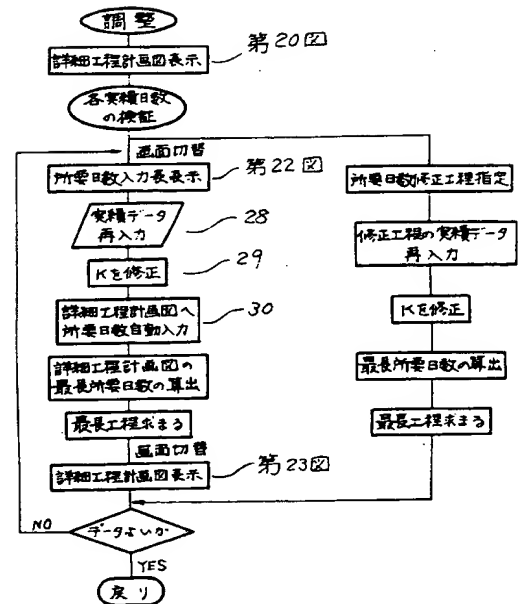 調整
詳細工程計画図表示
第20図
各実績日数
の検証
画面切替
所要日数入力表表示
第22図
実績データ
再入力
28
Kを修正
29
詳細工程計画図へ
所要日数自動入力
30
詳細工程計画図の
最長所要日数の算出
最長工程求まる
画面切替
詳細工程計画図表示
第23図
所要日数修正工程指定
修正工程の実績データ
再入力
Kを修正
最長所要日数の算出
最長工程求まる
データよいか
NO
YES
戻り